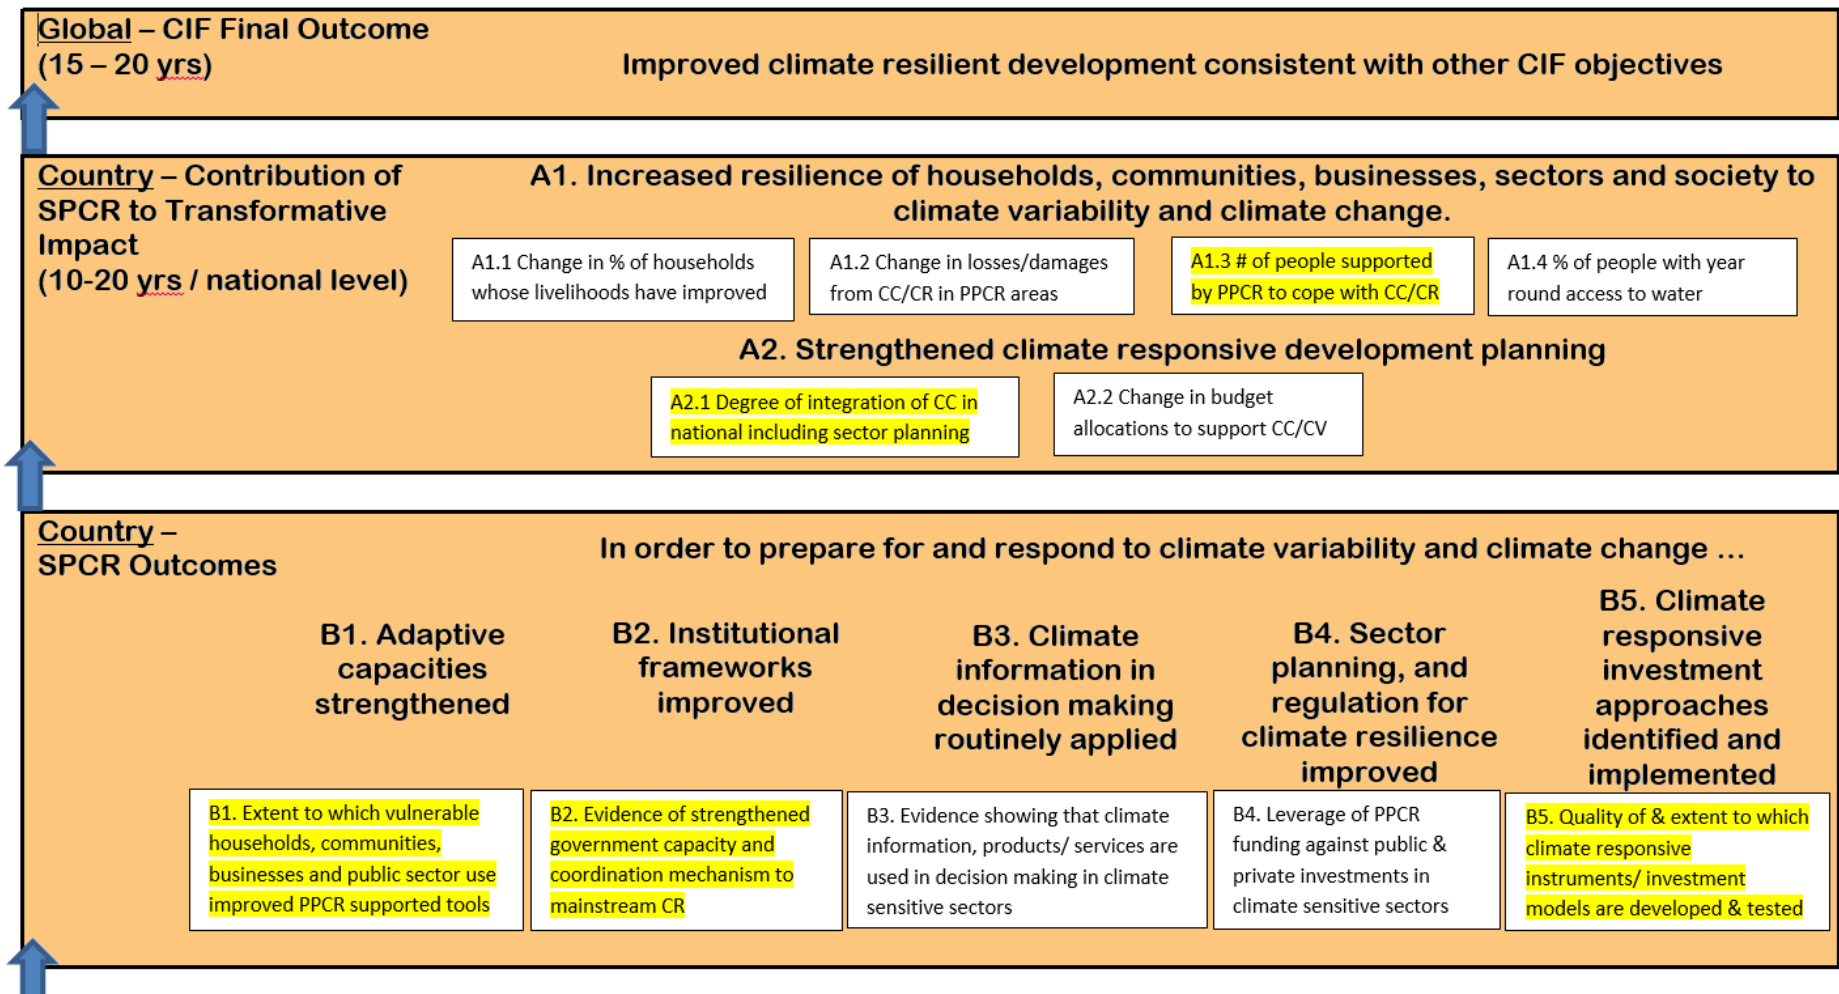 Global – CIF Final Outcome
(15 – 20 yrs)
Improved climate resilient development consistent with other CIF objectives
Country – Contribution of
SPCR to Transformative
Impact
(10-20 yrs / national level)
A1. Increased resilience of households, communities, businesses, sectors and society to
climate variability and climate change.
A1.1 Change in % of households
whose livelihoods have improved
A1.2 Change in losses/damages
from CC/CR in PPCR areas
A1.3 # of people supported
by PPCR to cope with CC/CR
A1.4 % of people with year
round access to water
A2. Strengthened climate responsive development planning
A2.1 Degree of integration of CC in
national including sector planning
A2.2 Change in budget
allocations to support CC/CV
Country –
SPCR Outcomes
In order to prepare for and respond to climate variability and climate change ...
B1. Adaptive
capacities
strengthened
B2. Institutional
frameworks
improved
B3. Climate
information in
decision making
routinely applied
B4. Sector
planning, and
regulation for
climate resilience
improved
B5. Climate
responsive
investment
approaches
identified and
implemented
B1. Extent to which vulnerable
households, communities,
businesses and public sector use
improved PPCR supported tools
B2. Evidence of strengthened
government capacity and
coordination mechanism to
mainstream CR
B3. Evidence showing that climate
information, products/ services are
used in decision making in climate
sensitive sectors
B4. Leverage of PPCR
funding against public &
private investments in
climate sensitive sectors
B5. Quality of & extent to which
climate responsive
instruments/ investment
models are developed & tested